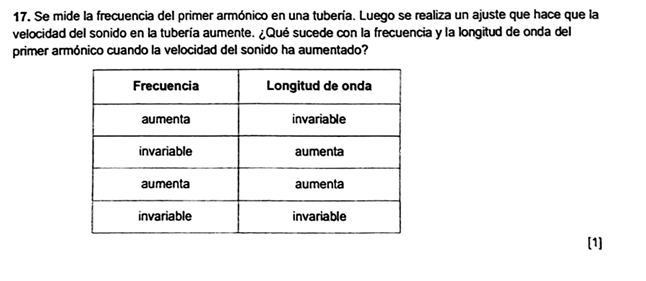 17. Se mide la frecuencia del primer armónico en una tubería. Luego se realiza un ajuste que hace que la
velocidad del sonido en la tubería aumente. ¿Qué sucede con la frecuencia y la longitud de onda del
primer armónico cuando la velocidad del sonido ha aumentado?
Frecuencia Longitud de onda
aumenta invariable
invariable aumenta
aumenta aumenta
invariable invariable
[1]